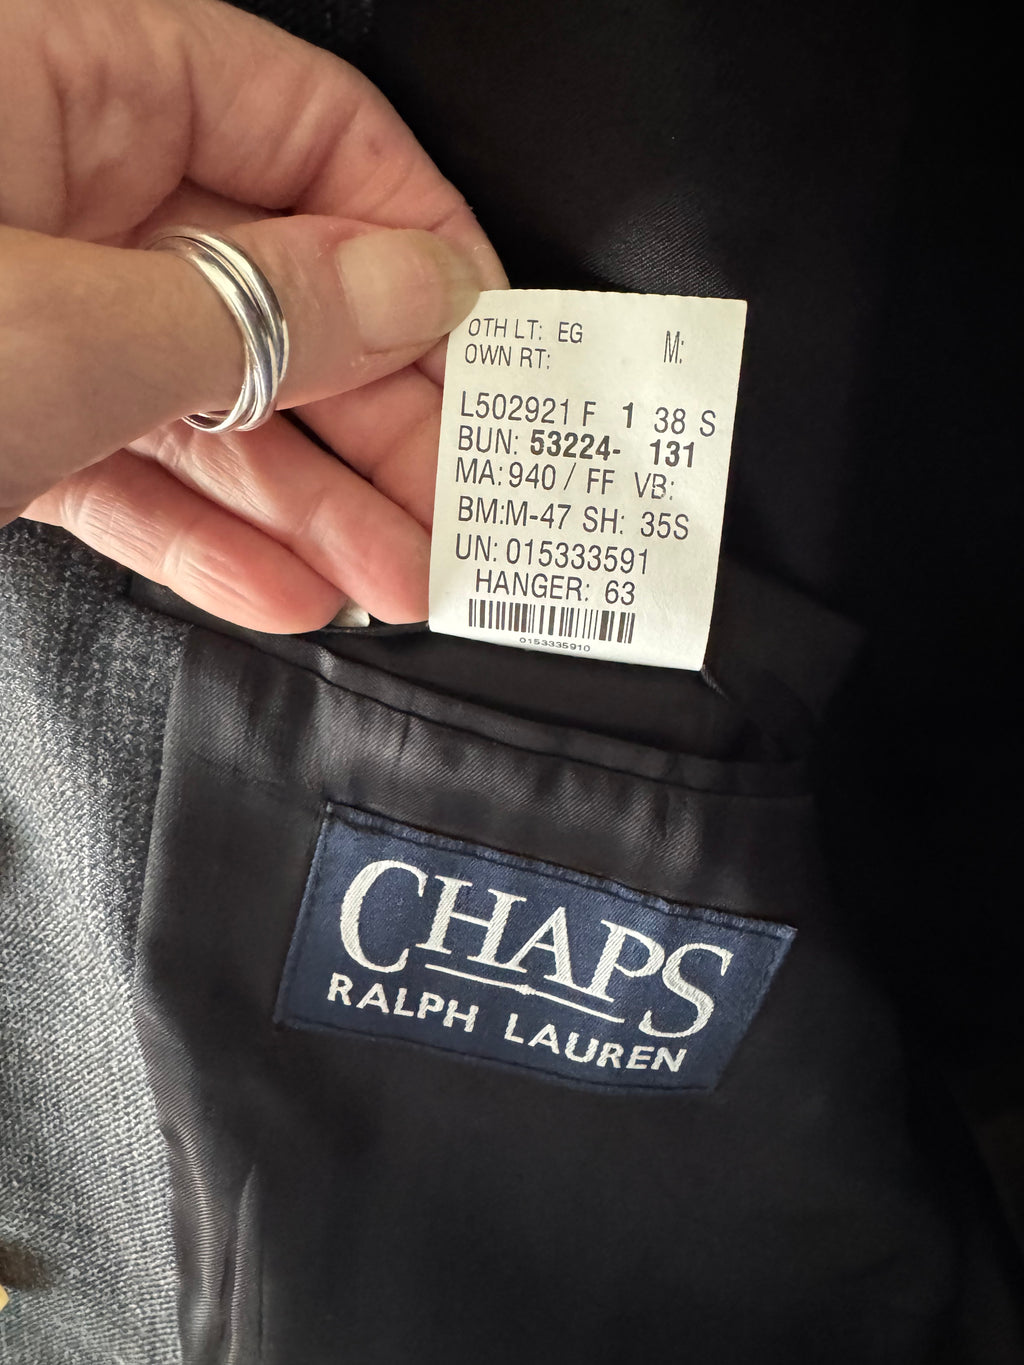 OTH LT: EG M:
OWN RT:
L502921 F 1 38 S
BUN: 53224- 131
MA: 940 / FF VB:
BM:M-47 SH: 35S
UN: 015333591
HANGER: 63
0153335910
CHAPS
RALPH LAUREN